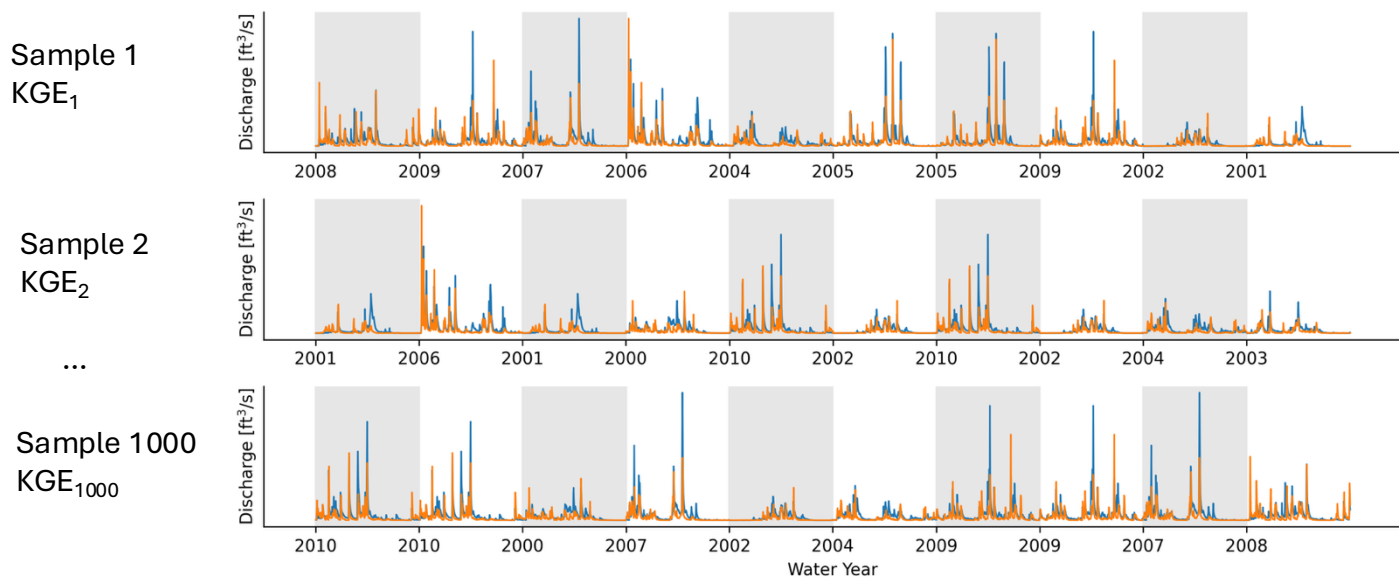 Sample 1
KGE₁
Discharge [ft³/s]
2008 2009 2007 2006 2004 2005 2005 2009 2002 2001
Sample 2
KGE₂
Discharge [ft³/s]
2001 2006 2001 2000 2010 2002 2010 2002 2004 2003
...
Sample 1000
KGE₁₀₀₀
Discharge [ft³/s]
2010 2010 2000 2007 2002 2004 2009 2009 2007 2008
Water Year